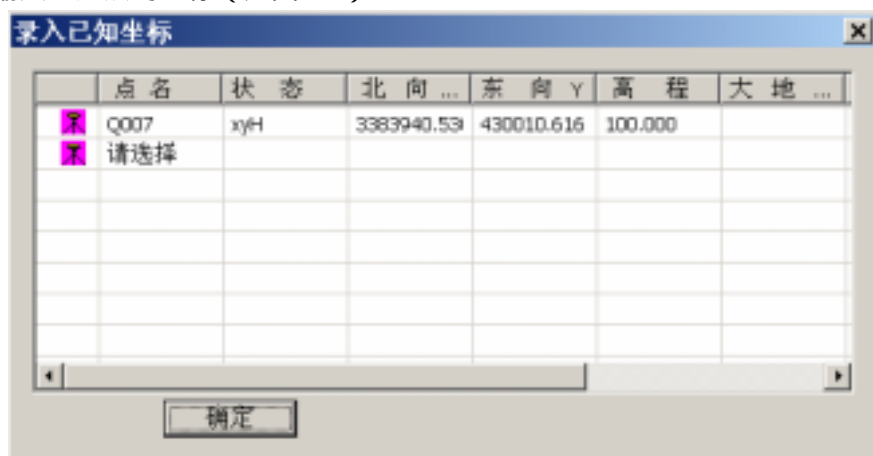 录入已知坐标
点 名 状 态 北 向 ... 东 向 Y 高 程 大 地 ...
Q007 xyH 3383940.53 430010.616 100.000
请选择
确定